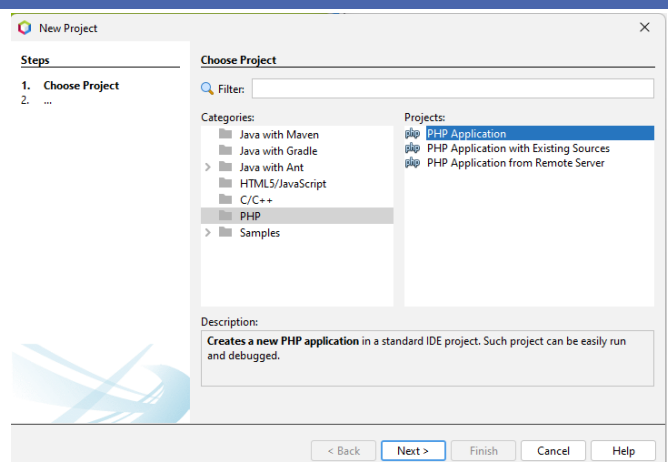 New Project
Steps
1. Choose Project
2. ...
Choose Project
Filter:
Categories:
Java with Maven
Java with Gradle
Java with Ant
HTML5/JavaScript
C/C++
PHP
Samples
Projects:
php PHP Application
php PHP Application with Existing Sources
php PHP Application from Remote Server
Description:
Creates a new PHP application in a standard IDE project. Such project can be easily run
and debugged.
< Back Next > Finish Cancel Help